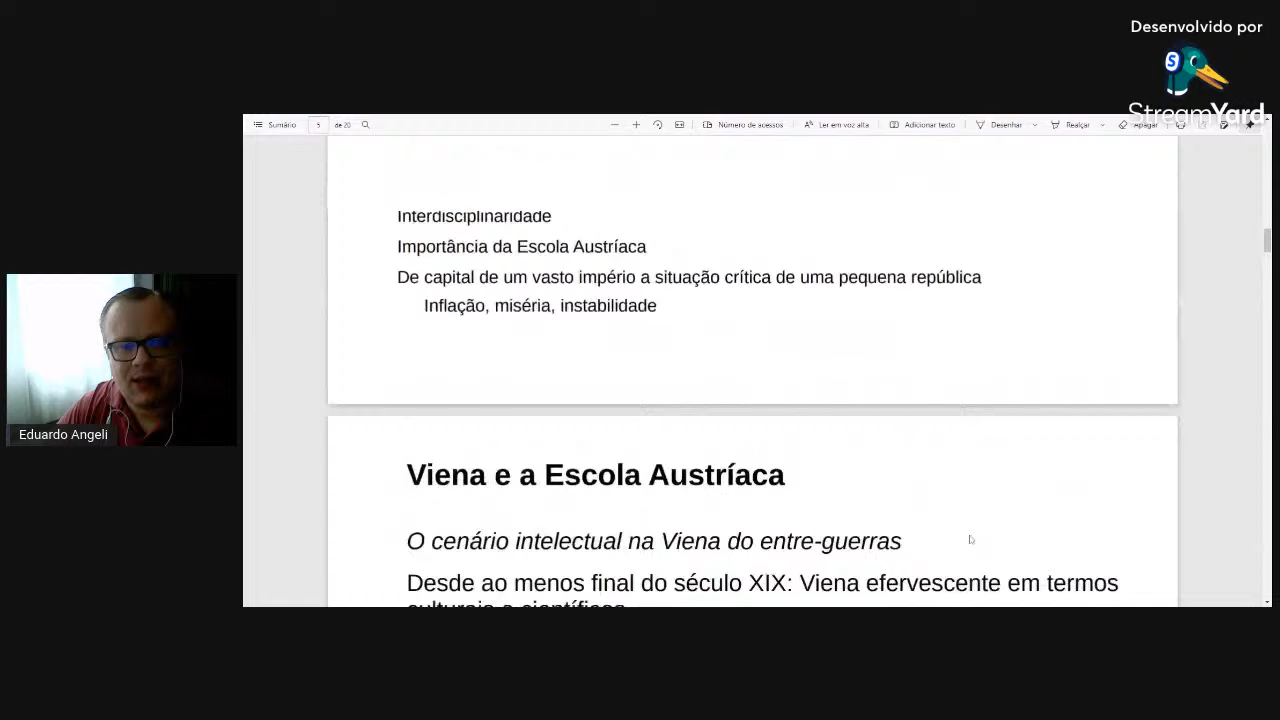 Desenvolvido por
StreamYard
Sumário 5 de 20 Número de acessos Ler em voz alta Adicionar texto Desenhar Realçar Apagar
Interdisciplinaridade
Importância da Escola Austríaca
De capital de um vasto império a situação crítica de uma pequena república
Inflação, miséria, instabilidade
Eduardo Angeli
Viena e a Escola Austríaca
O cenário intelectual na Viena do entre-guerras
Desde ao menos final do século XIX: Viena efervescente em termos
culturais e científicos